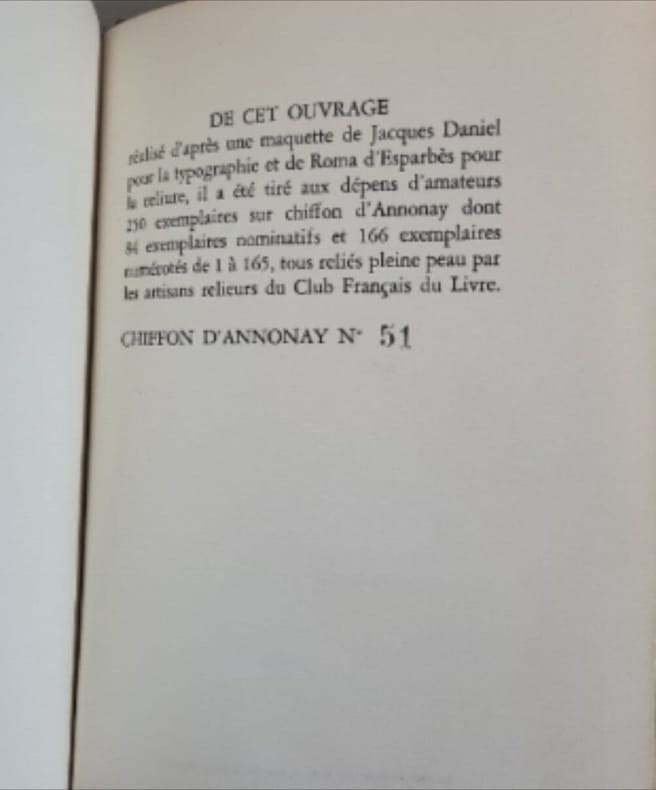 DE CET OUVRAGE
réalisé d'après une maquette de Jacques Daniel
pour la typographie et de Roma d'Esparbès pour
la reliure, il a été tiré aux dépens d'amateurs
250 exemplaires sur chiffon d'Annonay dont
84 exemplaires nominatifs et 166 exemplaires
numérotés de 1 à 165, tous reliés pleine peau par
les artisans relieurs du Club Français du Livre.
CHIFFON D'ANNONAY N° 51